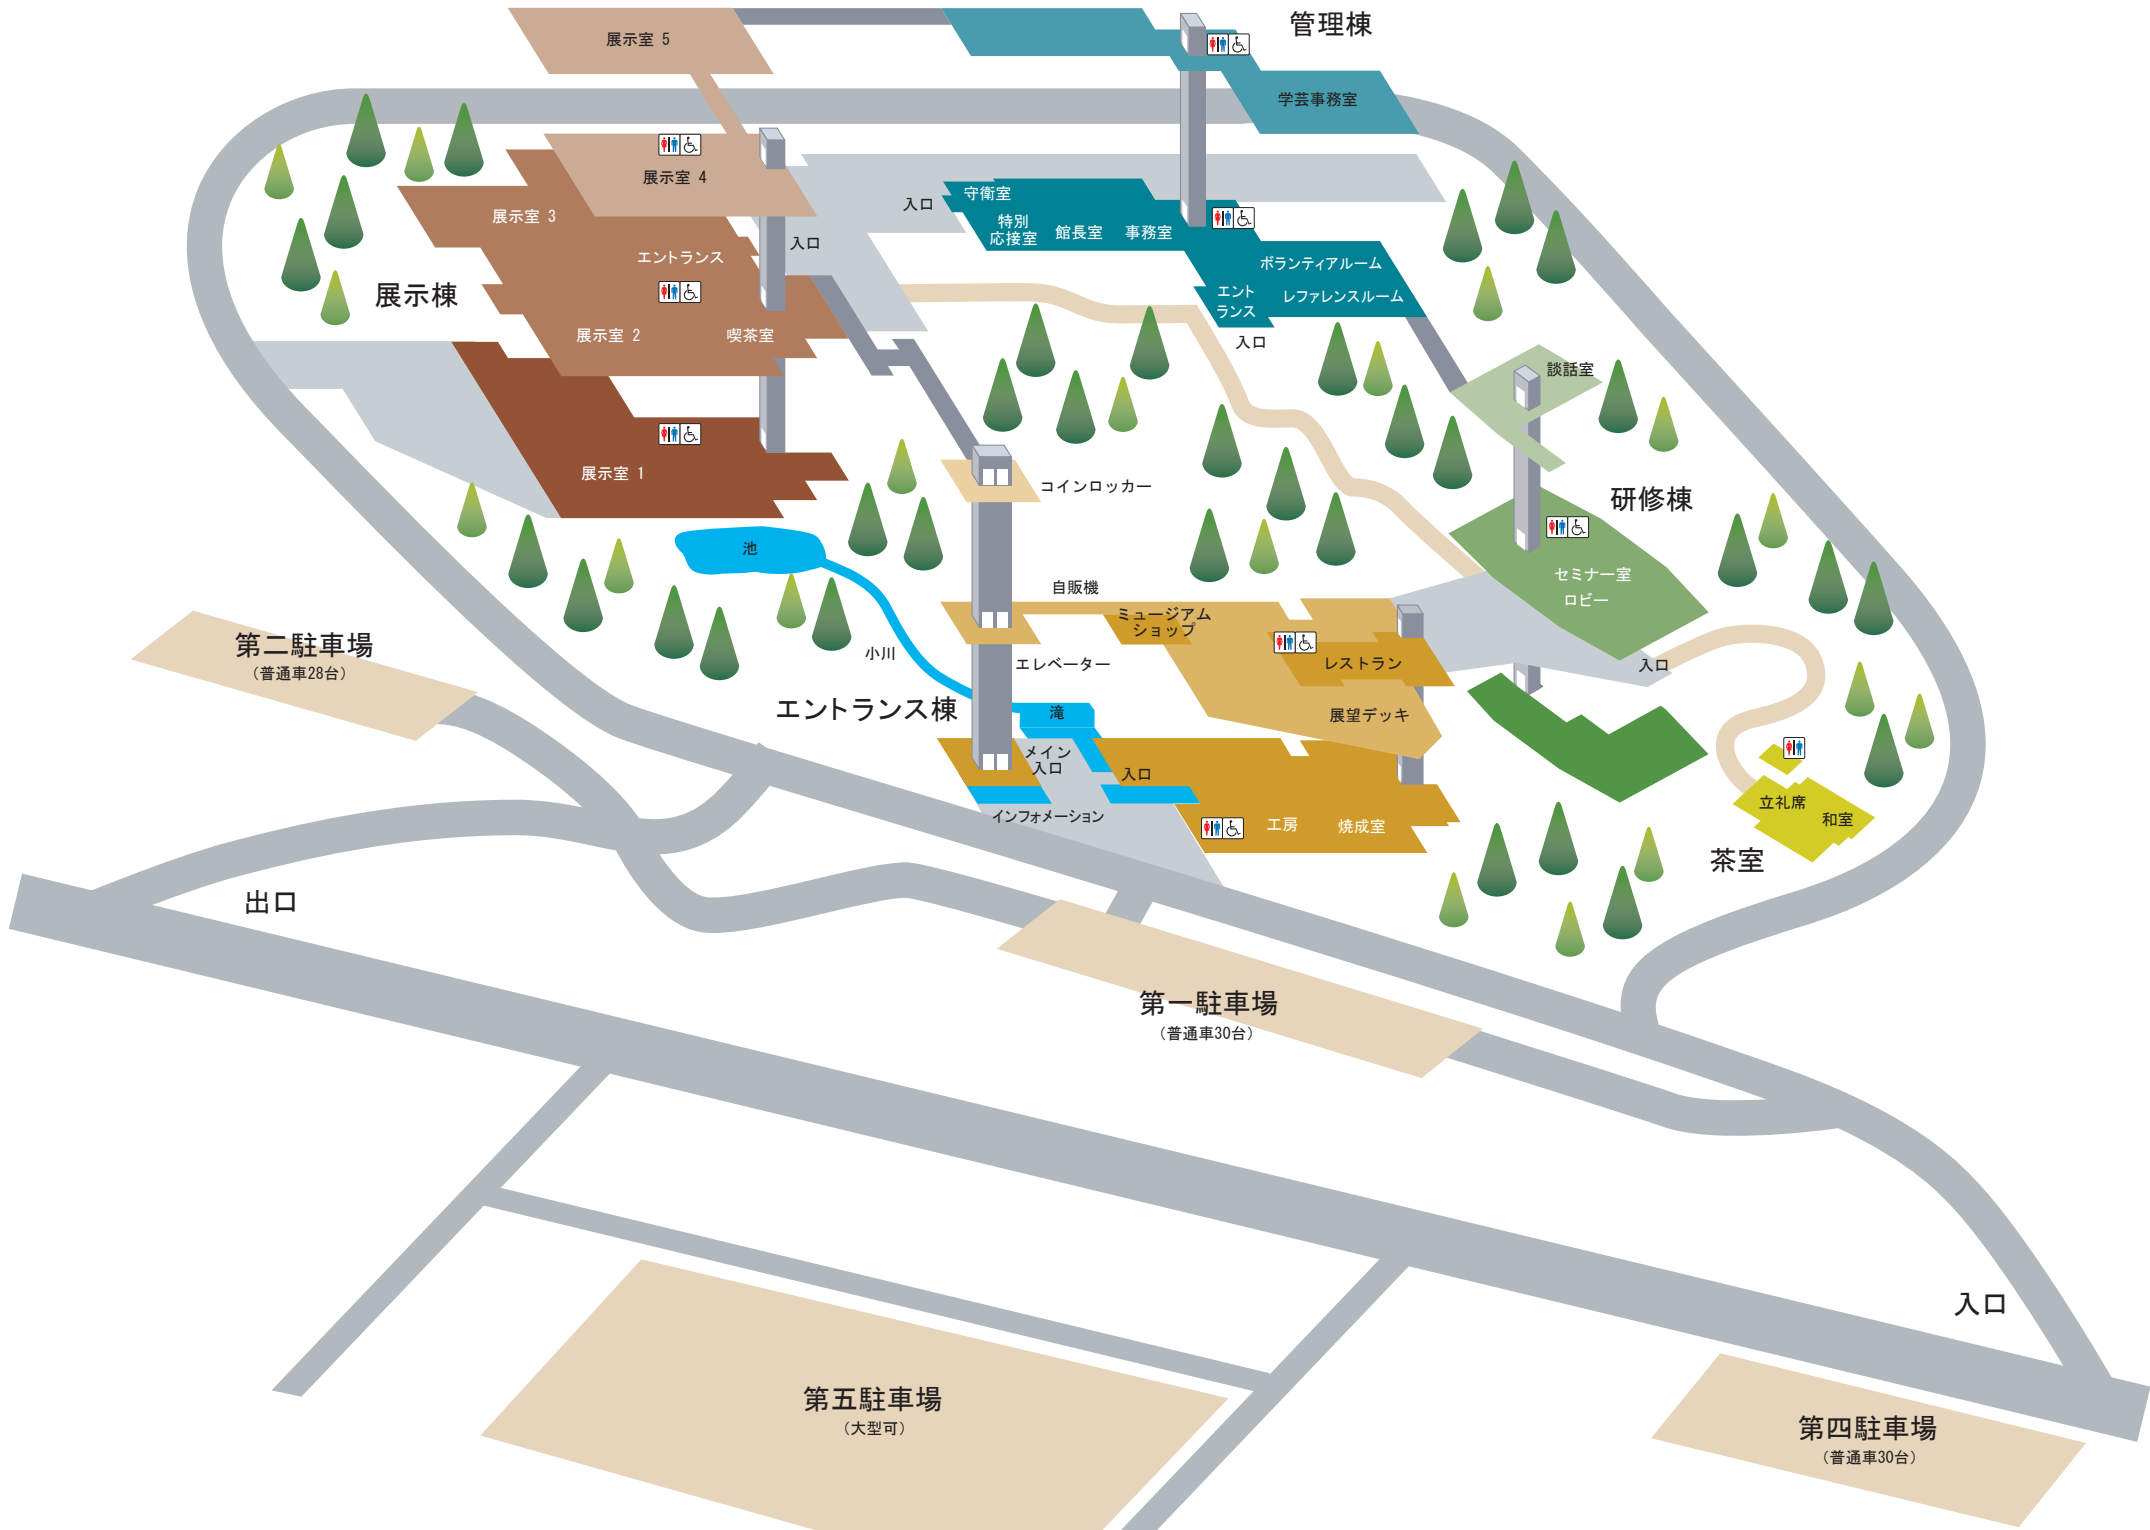 管理棟
展示室 5
学芸事務室
展示室 4
守衛室
入口
展示室 3
特別
応接室
館長室
事務室
入口
エントランス
ボランティアルーム
エント
ランス
レファレンスルーム
展示棟
展示室 2
喫茶室
入口
談話室
展示室 1
コインロッカー
研修棟
池
セミナー室
ロビー
自販機
ミュージアム
ショップ
第二駐車場
(普通車28台)
小川
エレベーター
レストラン
入口
エントランス棟
滝
展望デッキ
メイン
入口
入口
インフォメーション
工房
焼成室
立礼席
和室
茶室
出口
第一駐車場
(普通車30台)
入口
第五駐車場
(大型可)
第四駐車場
(普通車30台)